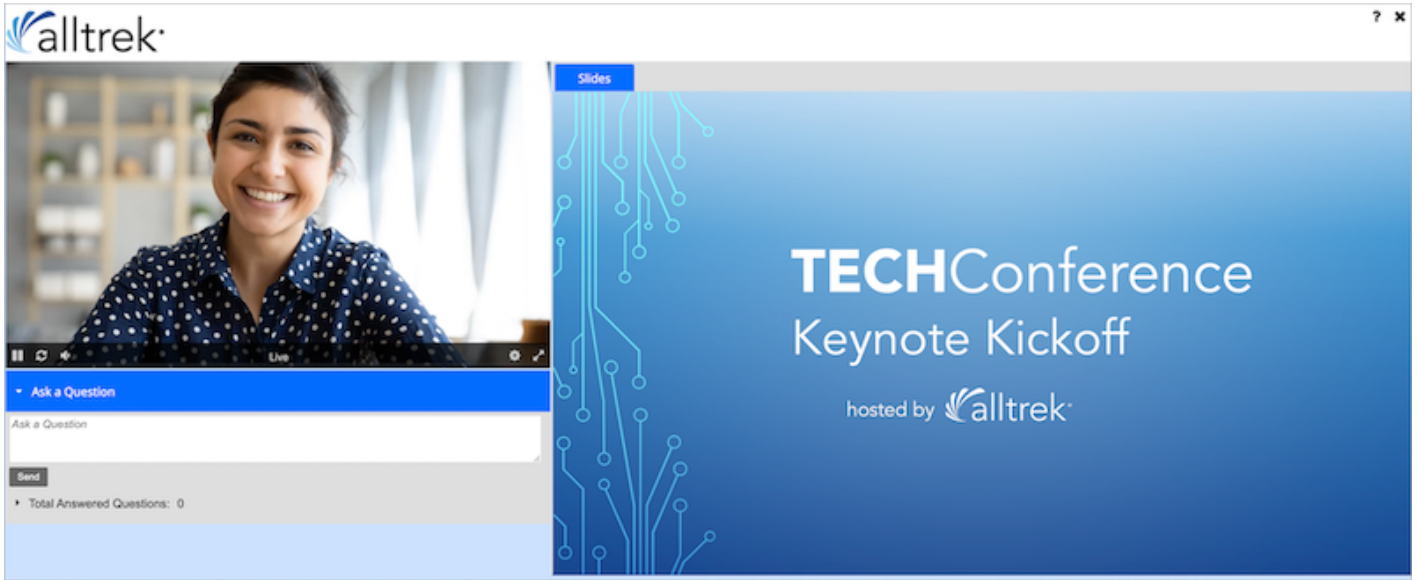 alltrek
? ✖
Slides
Live
Ask a Question
Ask a Question
Send
Total Answered Questions: 0
TECHConference
Keynote Kickoff
hosted by alltrek